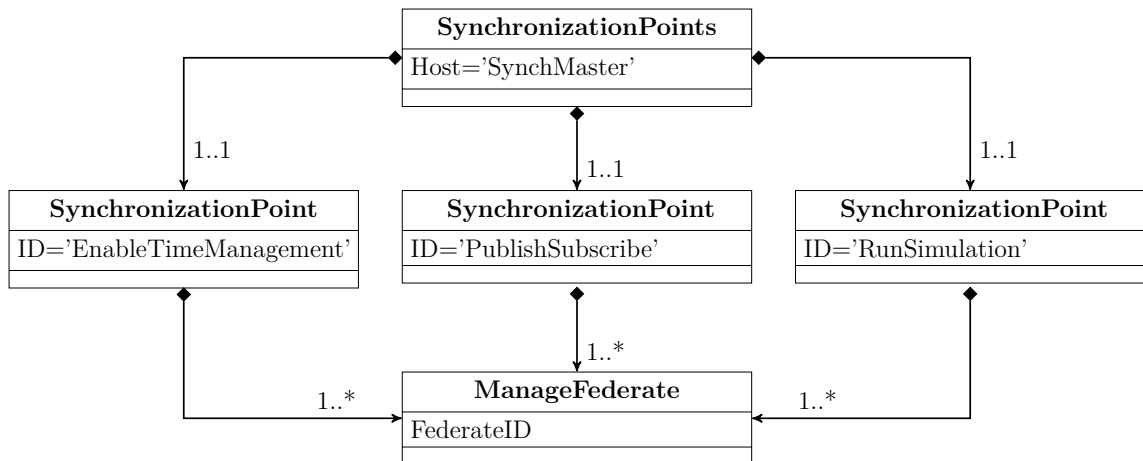 SynchronizationPoints
Host='SynchMaster'
1..1
1..1
1..1
SynchronizationPoint
ID='EnableTimeManagement'
SynchronizationPoint
ID='PublishSubscribe'
SynchronizationPoint
ID='RunSimulation'
1..*
1..*
1..*
ManageFederate
FederateID